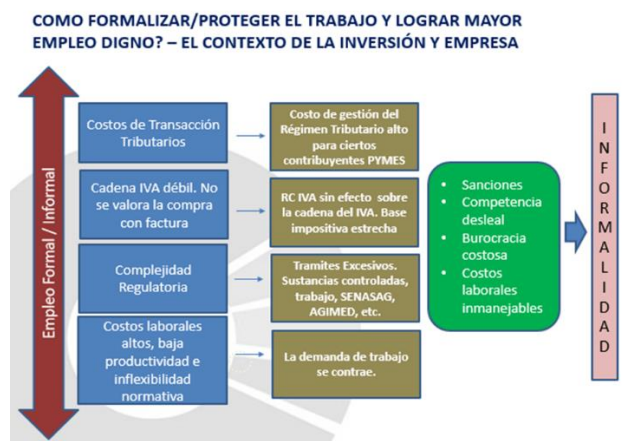 COMO FORMALIZAR/PROTEGER EL TRABAJO Y LOGRAR MAYOR
EMPLEO DIGNO? – EL CONTEXTO DE LA INVERSIÓN Y EMPRESA
Empleo Formal / Informal
Costos de Transacción
Tributarios
Costo de gestión del
Régimen Tributario alto
para ciertos
contribuyentes PYMES
Cadena IVA débil. No
se valora la compra
con factura
RC IVA sin efecto sobre
la cadena del IVA. Base
impositiva estrecha
Complejidad
Regulatoria
Tramites Excesivos.
Sustancias controladas,
trabajo, SENASAG,
AGIMED, etc.
Costos laborales
altos, baja
productividad e
inflexibilidad
normativa
La demanda de trabajo
se contrae.
• Sanciones
• Competencia
desleal
• Burocracia
costosa
• Costos
laborales
inmanejables
I
N
F
O
R
M
A
L
I
D
A
D